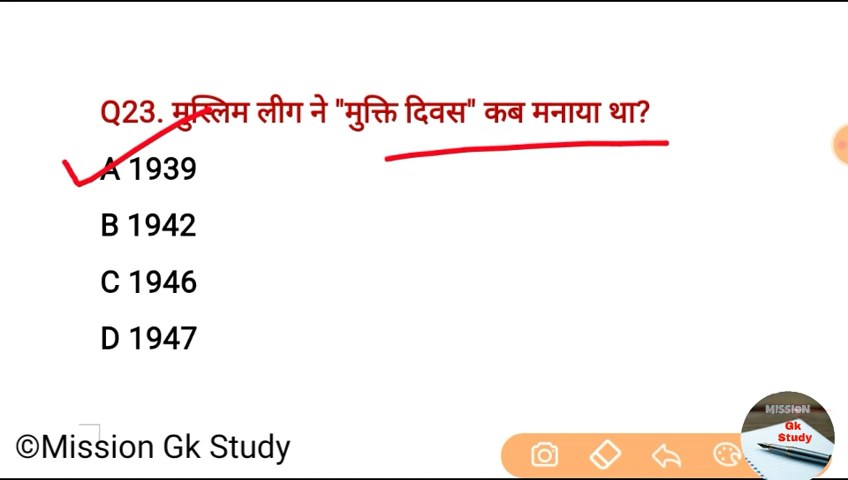 Q23. मुस्लिम लीग ने "मुक्ति दिवस" कब मनाया था?
A 1939
B 1942
C 1946
D 1947
MISSION
Gk
Study
©Mission Gk Study